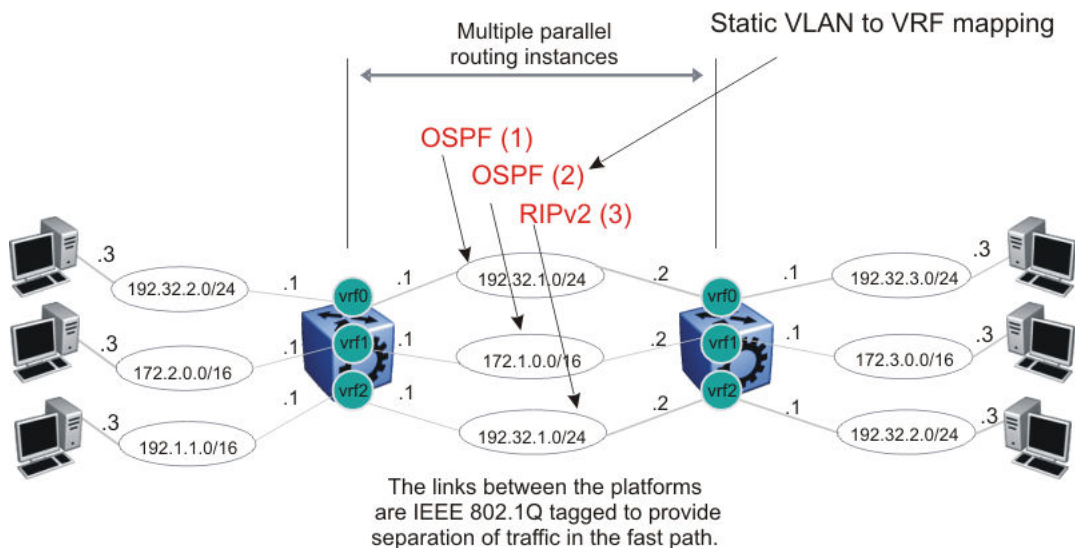 Static VLAN to VRF mapping
Multiple parallel
routing instances
OSPF (1)
OSPF (2)
RIPv2 (3)
.3
192.32.2.0/24
.1
vrf0
.1
192.32.1.0/24
.2
vrf0
.1
192.32.3.0/24
.3
.3
172.2.0.0/16
.1
vrf1
.1
172.1.0.0/16
.2
vrf1
.1
172.3.0.0/16
.3
.3
192.1.1.0/16
.1
vrf2
.1
192.32.1.0/24
.2
vrf2
.1
192.32.2.0/24
.3
The links between the platforms
are IEEE 802.1Q tagged to provide
separation of traffic in the fast path.